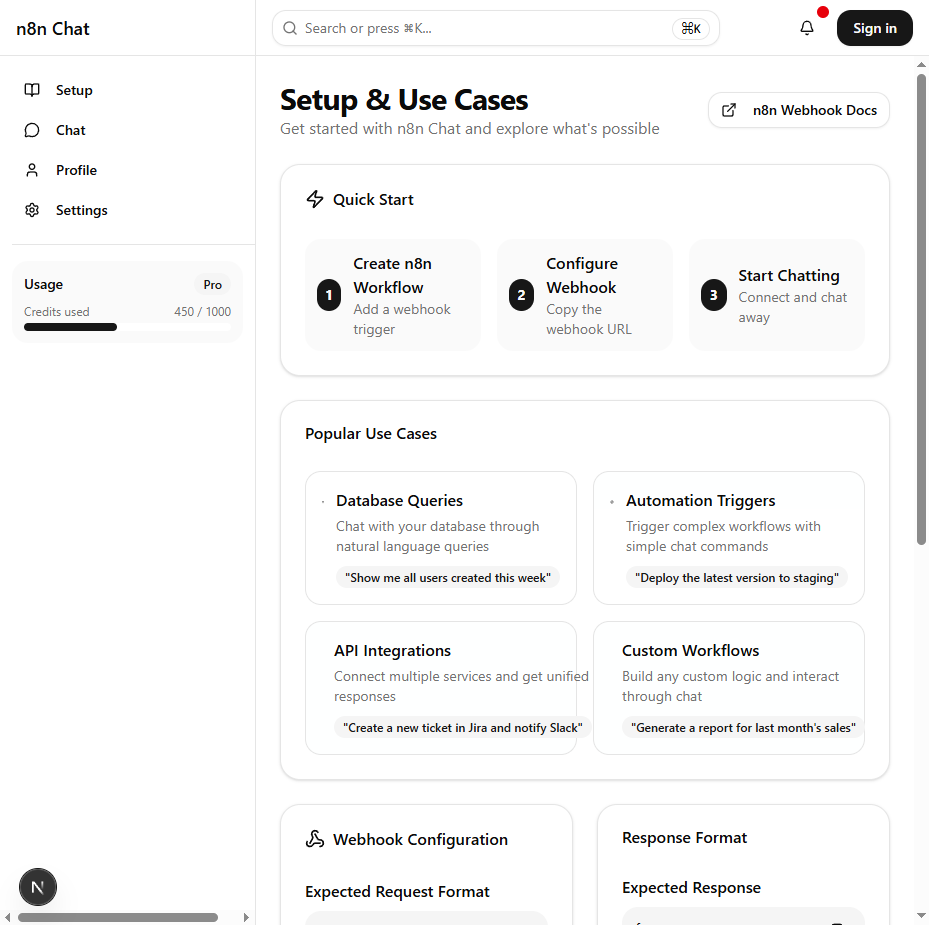 n8n Chat
Search or press ⌘K...
⌘K
Sign in
Setup
Chat
Profile
Settings
Usage
Pro
Credits used
450 / 1000
N
Setup & Use Cases
Get started with n8n Chat and explore what's possible
n8n Webhook Docs
Quick Start
1
Create n8n
Workflow
Add a webhook
trigger
2
Configure
Webhook
Copy the
webhook URL
3
Start Chatting
Connect and chat
away
Popular Use Cases
Database Queries
Chat with your database through
natural language queries
"Show me all users created this week"
Automation Triggers
Trigger complex workflows with
simple chat commands
"Deploy the latest version to staging"
API Integrations
Connect multiple services and get unified
responses
"Create a new ticket in Jira and notify Slack"
Custom Workflows
Build any custom logic and interact
through chat
"Generate a report for last month's sales"
Webhook Configuration
Expected Request Format
Response Format
Expected Response